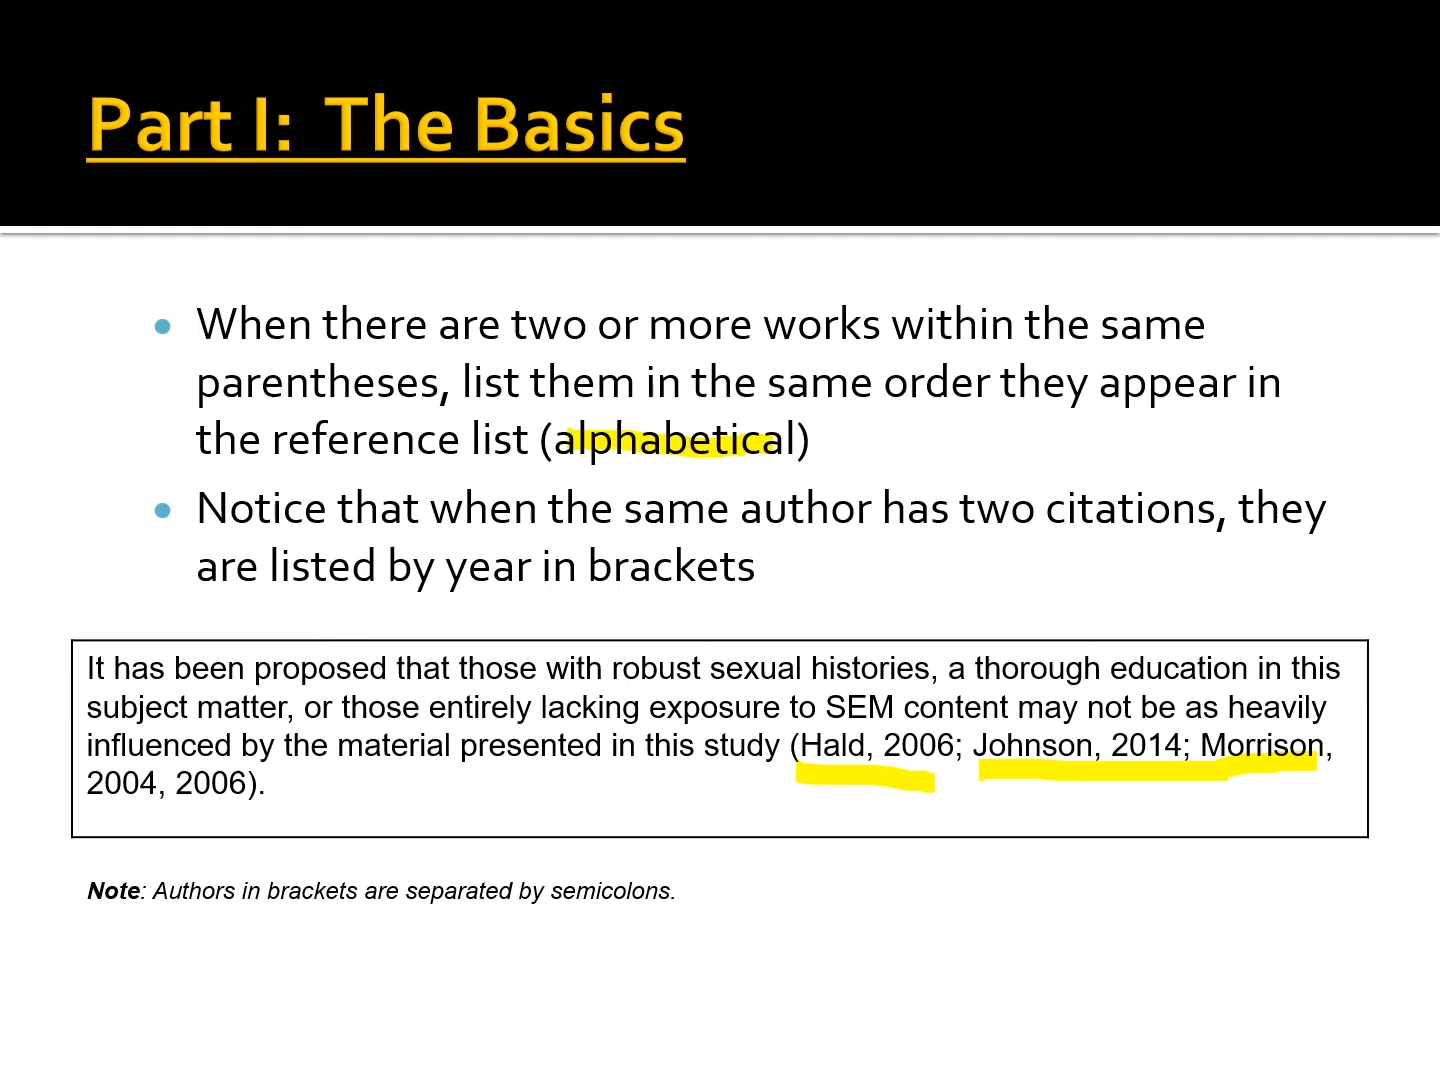 Part I:  The Basics
• When there are two or more works within the same
parentheses, list them in the same order they appear in
the reference list (alphabetical)
• Notice that when the same author has two citations, they
are listed by year in brackets
It has been proposed that those with robust sexual histories, a thorough education in this
subject matter, or those entirely lacking exposure to SEM content may not be as heavily
influenced by the material presented in this study (Hald, 2006; Johnson, 2014; Morrison,
2004, 2006).
Note: Authors in brackets are separated by semicolons.